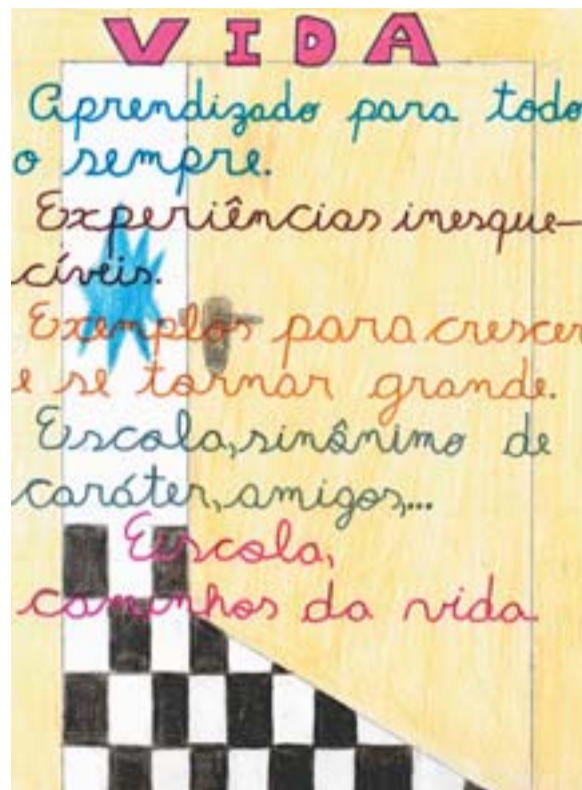 VIDA
Aprendizado para todo
o sempre.
Experiências inesque-
cíveis.
Exemplos para crescer
e se tornar grande.
Escola, sinônimo de
caráter, amigos,...
Escola,
caminhos da vida